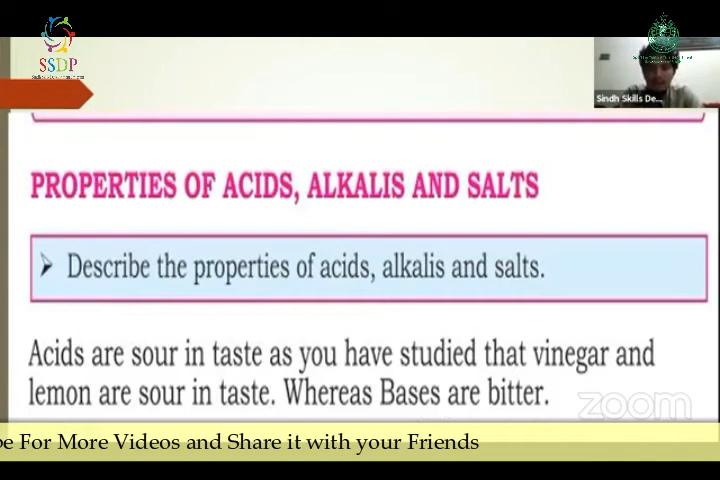 SSDP
Sindh Skills De...
PROPERTIES OF ACIDS, ALKALIS AND SALTS
Describe the properties of acids, alkalis and salts.
Acids are sour in taste as you have studied that vinegar and
lemon are sour in taste. Whereas Bases are bitter.
zoom
be For More Videos and Share it with your Friends